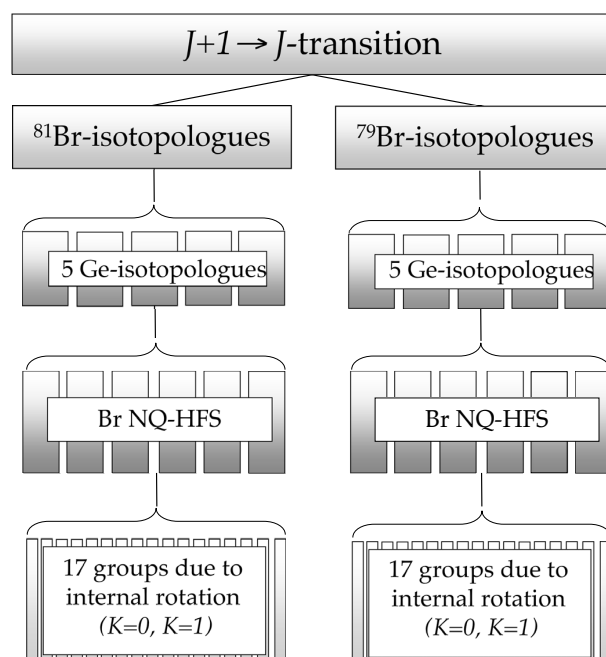 J+1→J-transition
⁸¹Br-isotopologues
⁷⁹Br-isotopologues
5 Ge-isotopologues
5 Ge-isotopologues
Br NQ-HFS
Br NQ-HFS
17 groups due to
internal rotation
(K=0, K=1)
17 groups due to
internal rotation
(K=0, K=1)